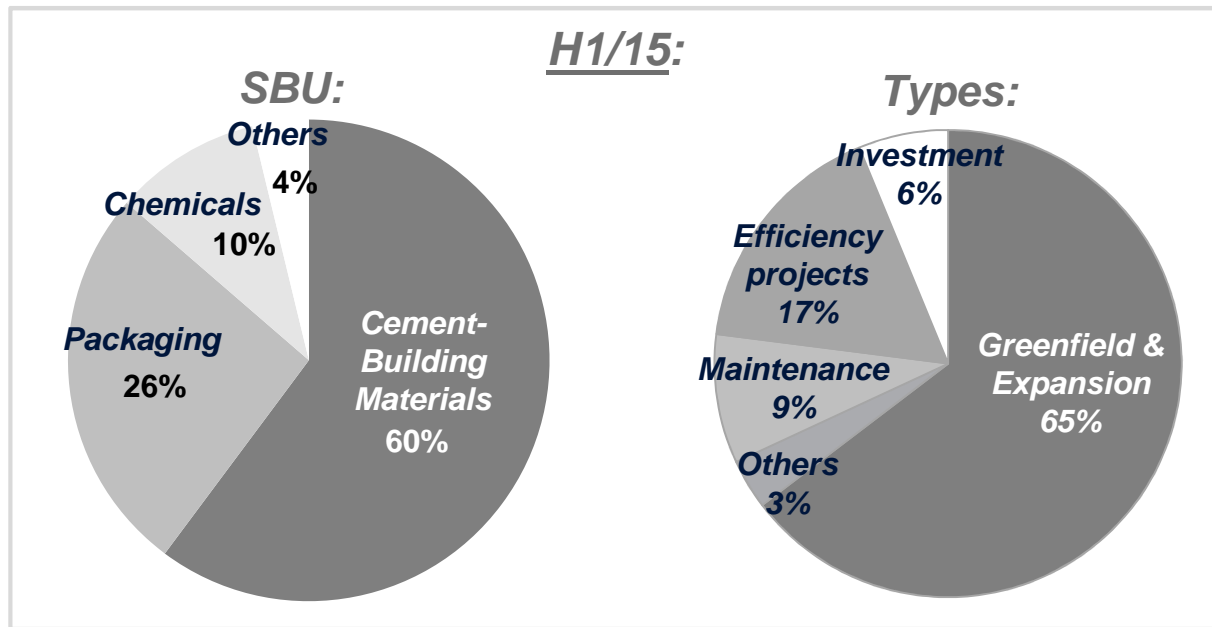 H1/15:
SBU:
Others
4%
Chemicals
10%
Packaging
26%
Cement-
Building
Materials
60%
Types:
Investment
6%
Efficiency
projects
17%
Maintenance
9%
Others
3%
Greenfield &
Expansion
65%